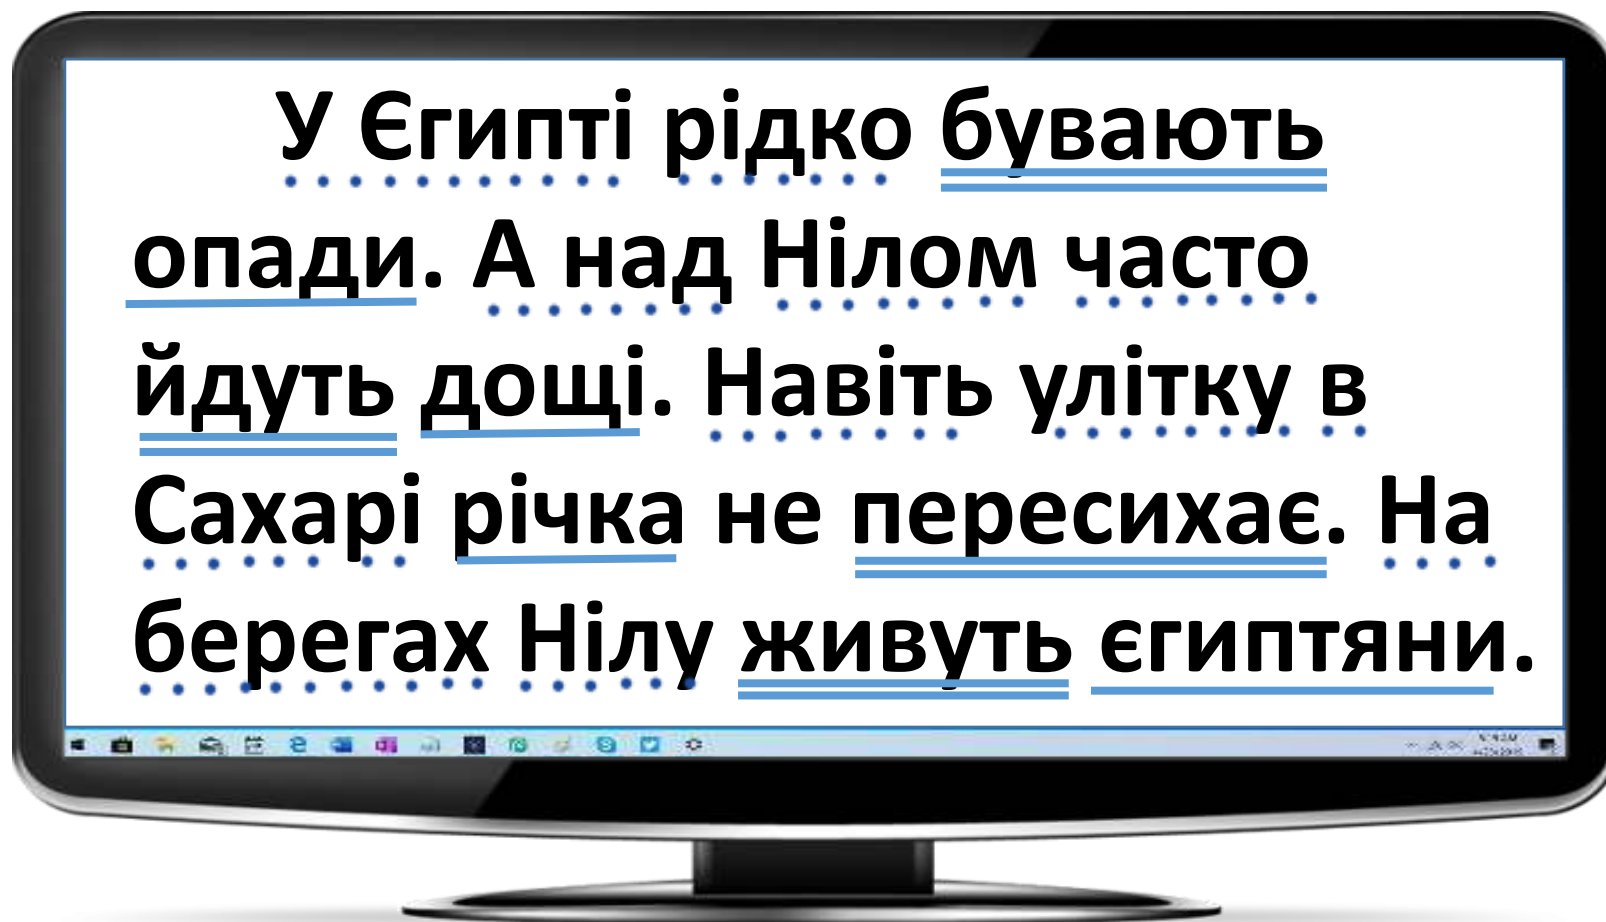 У Єгипті рідко бувають
опади. А над Нілом часто
йдуть дощі. Навіть улітку в
Сахарі річка не пересихає. На
берегах Нілу живуть єгиптяни.